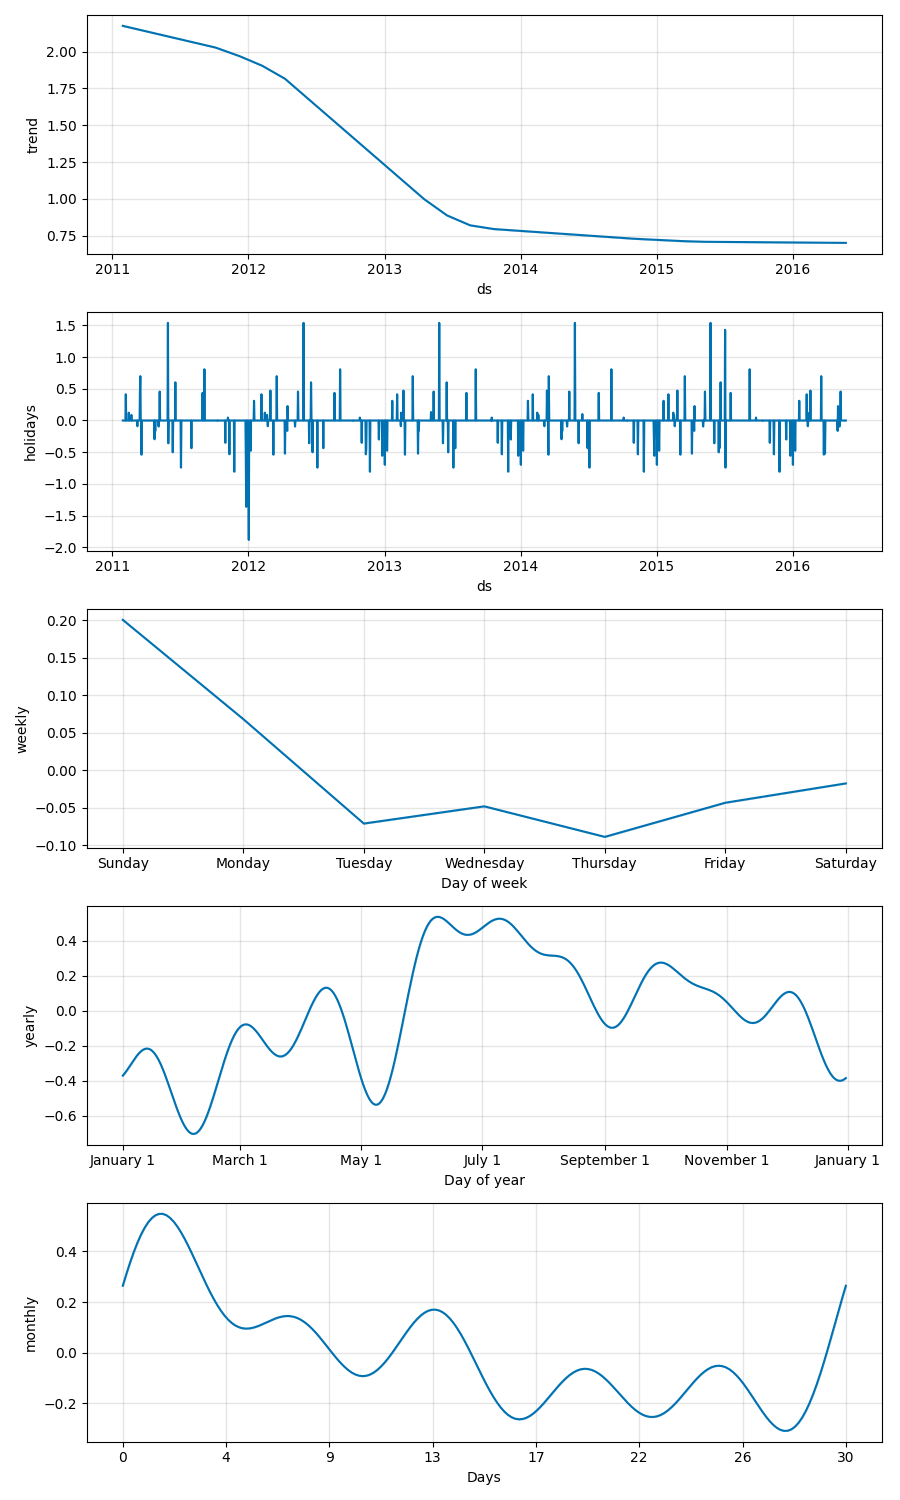 2.00
1.75
1.50
1.25
1.00
0.75
trend
2011 2012 2013 2014 2015 2016
ds
1.5
1.0
0.5
0.0
−0.5
−1.0
−1.5
−2.0
holidays
2011 2012 2013 2014 2015 2016
ds
0.20
0.15
0.10
0.05
0.00
−0.05
−0.10
weekly
Sunday Monday Tuesday Wednesday Thursday Friday Saturday
Day of week
0.4
0.2
0.0
−0.2
−0.4
−0.6
yearly
January 1 March 1 May 1 July 1 September 1 November 1 January 1
Day of year
0.4
0.2
0.0
−0.2
monthly
0 4 9 13 17 22 26 30
Days